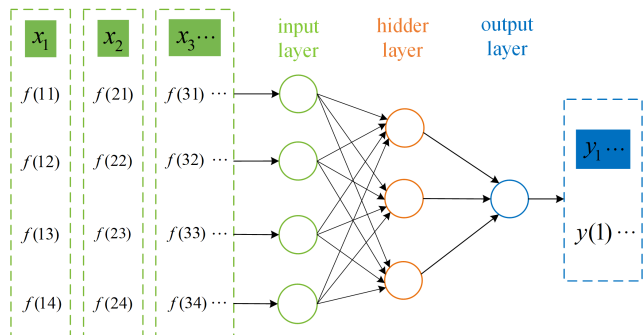 x₁ x₂ x₃⋯
input layer
hidder layer
output layer
f(11) f(21) f(31) ⋯
f(12) f(22) f(32) ⋯
f(13) f(23) f(33) ⋯
f(14) f(24) f(34) ⋯
y₁ ⋯
y(1) ⋯